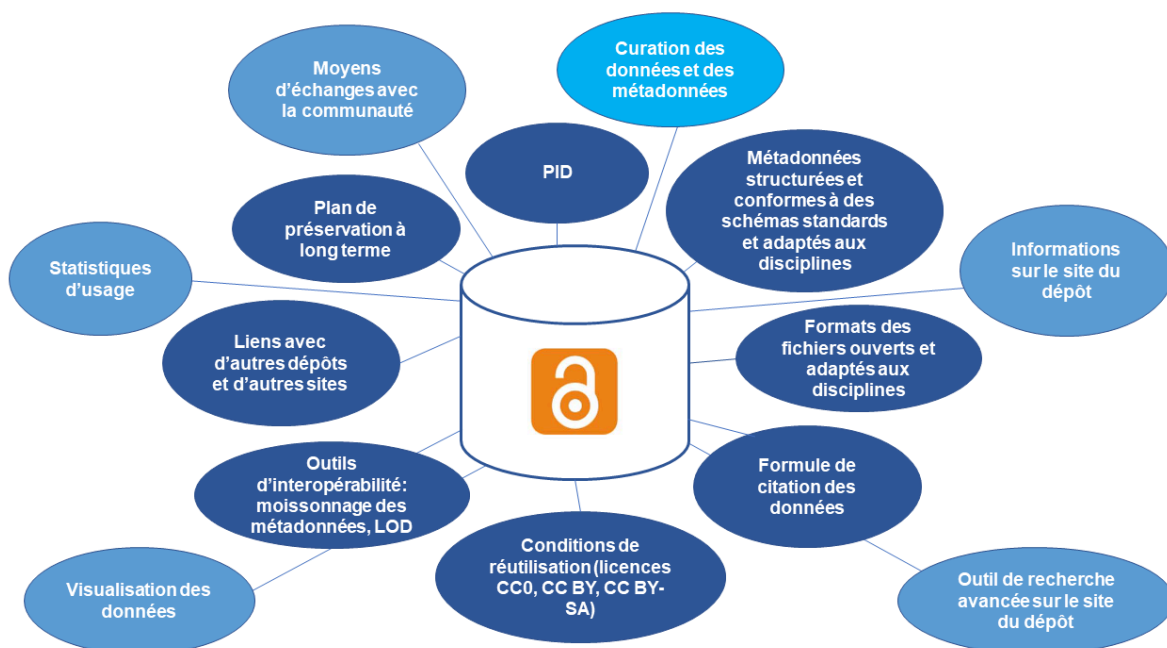 Moyens
d'échanges avec
la communauté
Curation des
données et des
métadonnées
PID
Métadonnées
structurées et
conformes à des
schémas standards
et adaptés aux
disciplines
Plan de
préservation à
long terme
Statistiques
d'usage
Informations
sur le site du
dépôt
Liens avec
d'autres dépôts
et d'autres sites
Formats des
fichiers ouverts et
adaptés aux
disciplines
Outils
d'interopérabilité:
moissonnage des
métadonnées, LOD
Formule de
citation des
données
Conditions de
réutilisation (licences
CC0, CC BY, CC BY-
SA)
Visualisation des
données
Outil de recherche
avancée sur le site
du dépôt